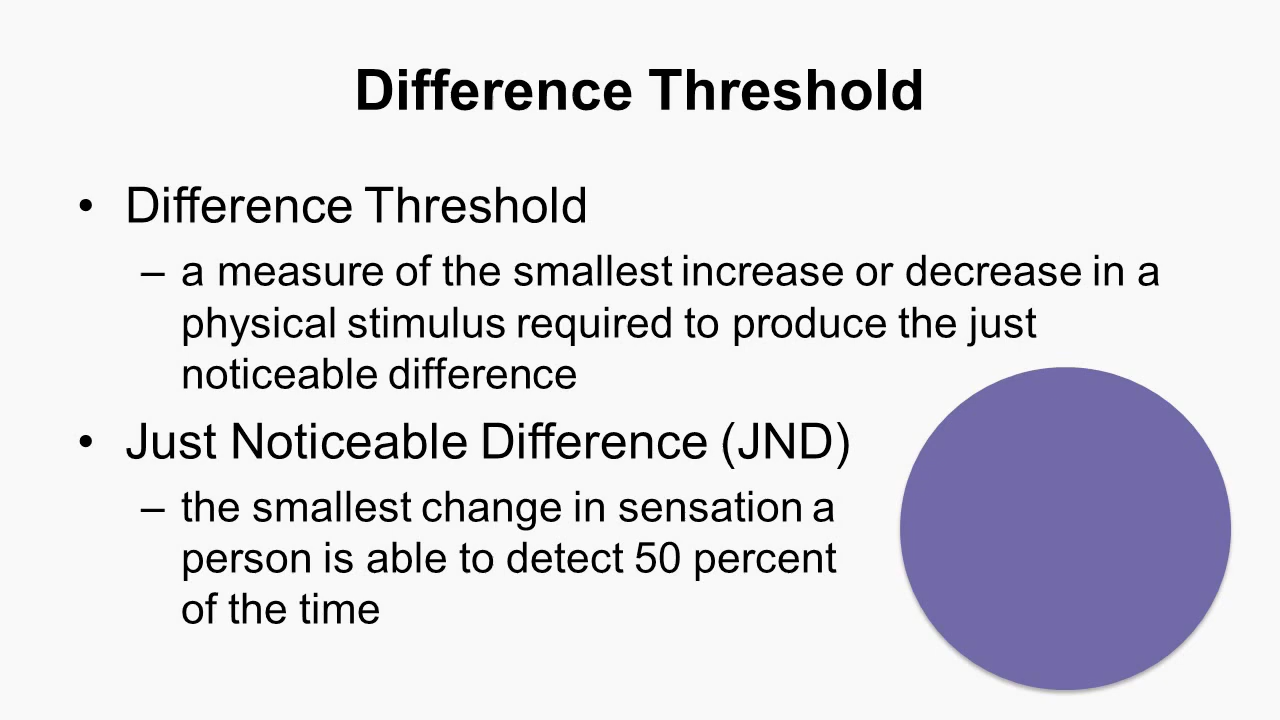 Difference Threshold
• Difference Threshold
– a measure of the smallest increase or decrease in a
physical stimulus required to produce the just
noticeable difference
• Just Noticeable Difference (JND)
– the smallest change in sensation a
person is able to detect 50 percent
of the time